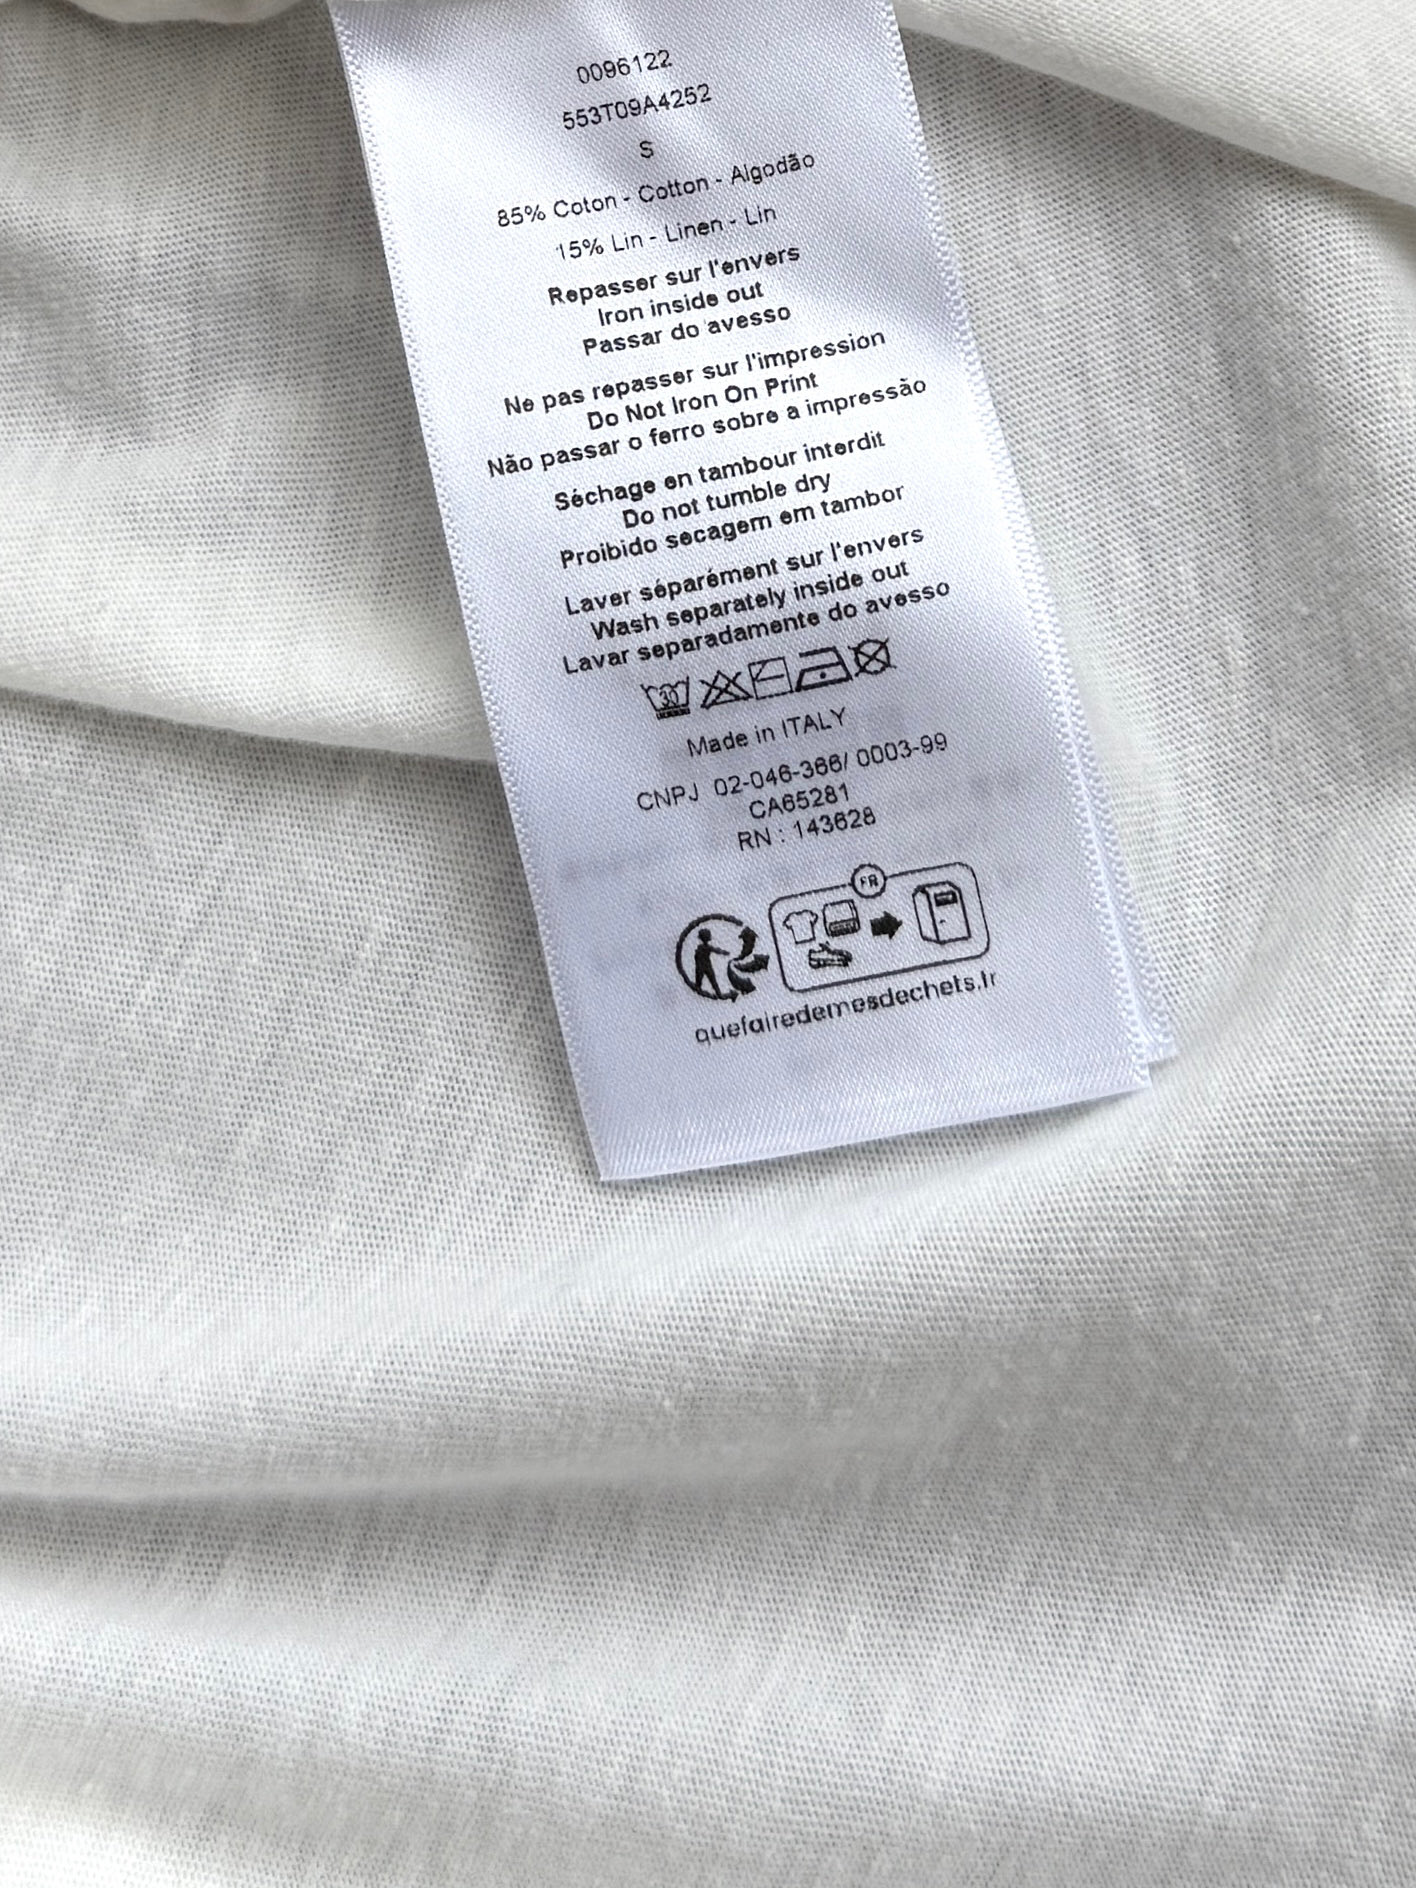 0096122
553T09A4252
S
85% Coton - Cotton - Algodão
15% Lin - Linen - Lin
Repasser sur l'envers
Iron inside out
Passar do avesso
Ne pas repasser sur l'impression
Do Not Iron On Print
Não passar o ferro sobre a impressão
Séchage en tambour interdit
Do not tumble dry
Proibido secagem em tambor
Laver séparément sur l'envers
Wash separately inside out
Lavar separadamente do avesso
30
Made in ITALY
CNPJ 02-046-366/ 0003-99
CA65281
RN : 143628
FR
quefairedemesdechets.fr